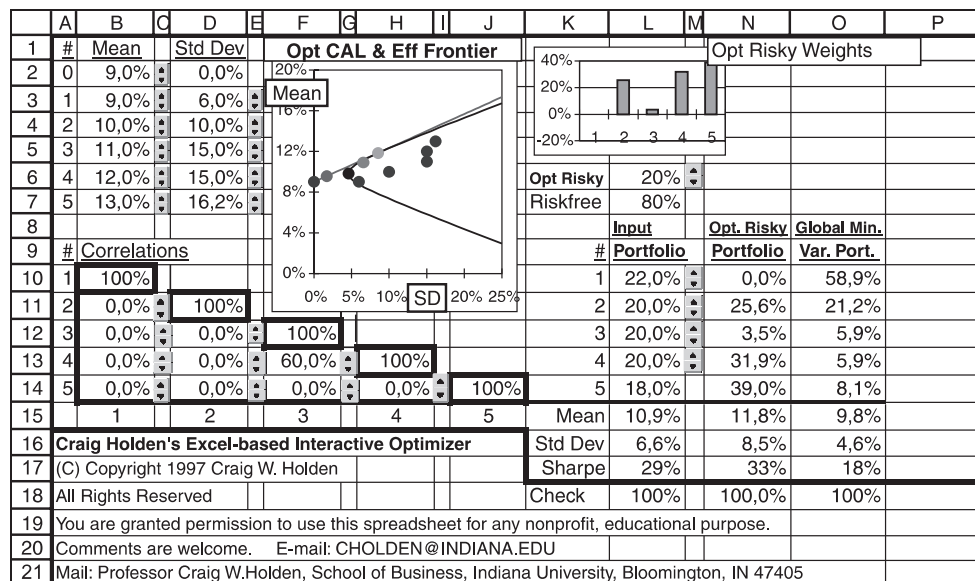 A B C D E F G H I J K L M N O P
1 # Mean Std Dev Opt CAL & Eff Frontier Opt Risky Weights
2 0 9,0% 0,0%
3 1 9,0% 6,0%
4 2 10,0% 10,0%
5 3 11,0% 15,0%
6 4 12,0% 15,0% Opt Risky 20%
7 5 13,0% 16,2% Riskfree 80%
20%
Mean
16%
12%
8%
4%
0%
0% 5% 10% SD 20% 25%
40%
20%
0%
-20%
1 2 3 4 5
8 Input Opt. Risky Global Min.
9 # Correlations # Portfolio Portfolio Var. Port.
10 1 100% 1 22,0% 0,0% 58,9%
11 2 0,0% 100% 2 20,0% 25,6% 21,2%
12 3 0,0% 0,0% 100% 3 20,0% 3,5% 5,9%
13 4 0,0% 0,0% 60,0% 100% 4 20,0% 31,9% 5,9%
14 5 0,0% 0,0% 0,0% 0,0% 100% 5 18,0% 39,0% 8,1%
15 1 2 3 4 5 Mean 10,9% 11,8% 9,8%
16 Craig Holden's Excel-based Interactive Optimizer Std Dev 6,6% 8,5% 4,6%
17 (C) Copyright 1997 Craig W. Holden Sharpe 29% 33% 18%
18 All Rights Reserved Check 100% 100,0% 100%
19 You are granted permission to use this spreadsheet for any nonprofit, educational purpose.
20 Comments are welcome. E-mail: CHOLDEN@INDIANA.EDU
21 Mail: Professor Craig W.Holden, School of Business, Indiana University, Bloomington, IN 47405